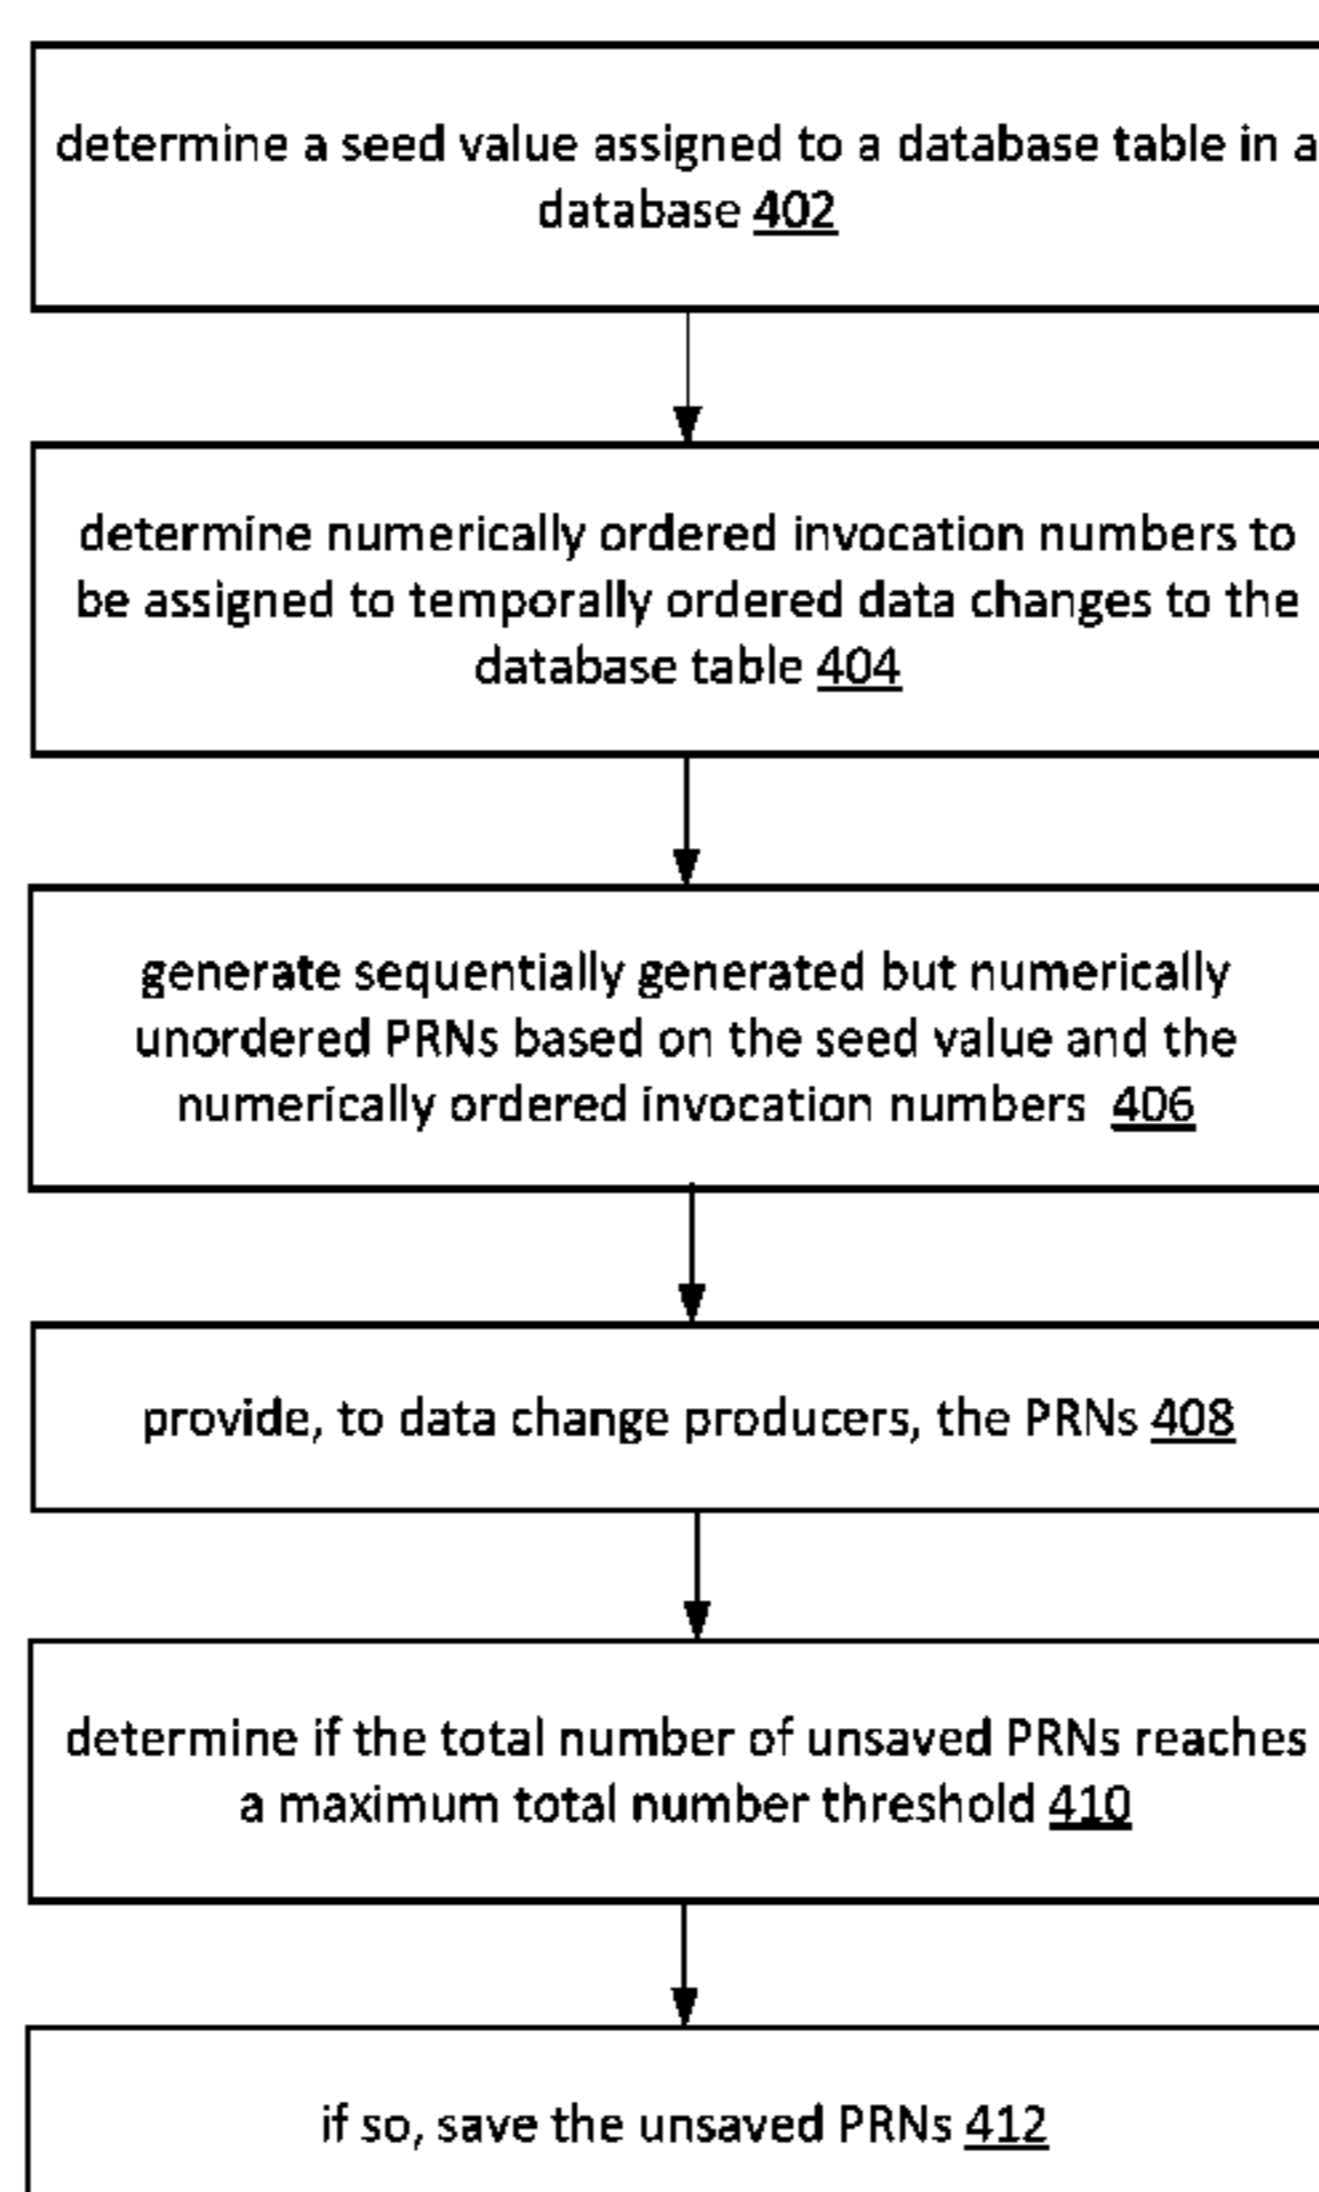 determine a seed value assigned to a database table in a
database 402
determine numerically ordered invocation numbers to
be assigned to temporally ordered data changes to the
database table 404
generate sequentially generated but numerically
unordered PRNs based on the seed value and the
numerically ordered invocation numbers 406
provide, to data change producers, the PRNs 408
determine if the total number of unsaved PRNs reaches
a maximum total number threshold 410
if so, save the unsaved PRNs 412